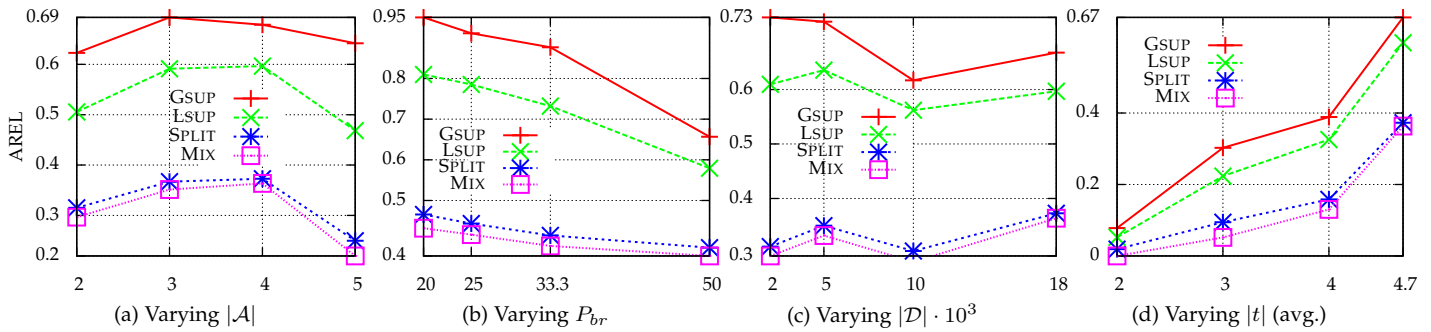 AREL
0.69
0.6
0.5
0.4
0.3
0.2
2 3 4 5
GSUP
LSUP
SPLIT
MIX
(a) Varying |𝒜|
0.95
0.8
0.7
0.6
0.5
0.4
20 25 33.3 50
GSUP
LSUP
SPLIT
MIX
(b) Varying P_br
0.73
0.6
0.5
0.4
0.3
2 5 10 18
GSUP
LSUP
SPLIT
MIX
(c) Varying |𝒟| · 10³
0.67
0.4
0.2
0
2 3 4 4.7
GSUP
LSUP
SPLIT
MIX
(d) Varying |t| (avg.)